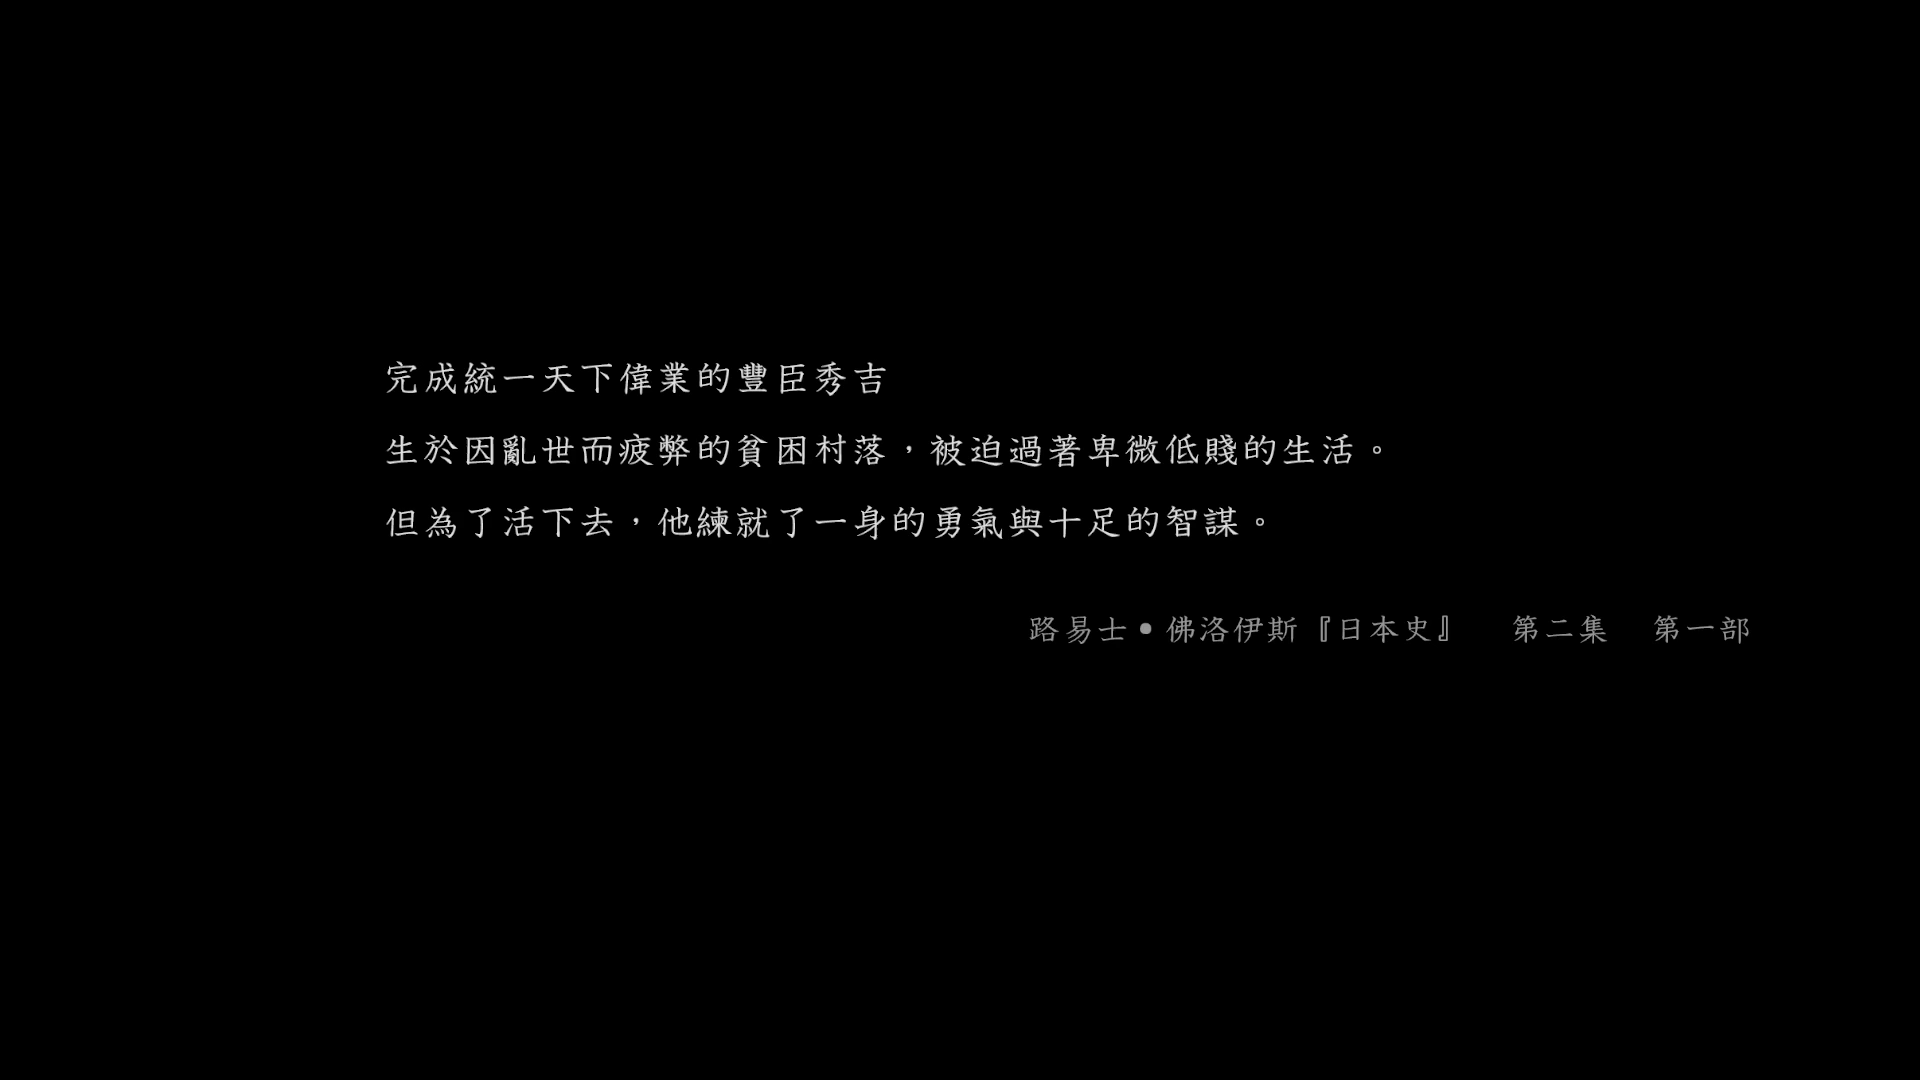 完成統一天下偉業的豐臣秀吉
生於因亂世而疲弊的貧困村落，被迫過著卑微低賤的生活。
但為了活下去，他練就了一身的勇氣與十足的智謀。
路易士•佛洛伊斯『日本史』　第二集　第一部